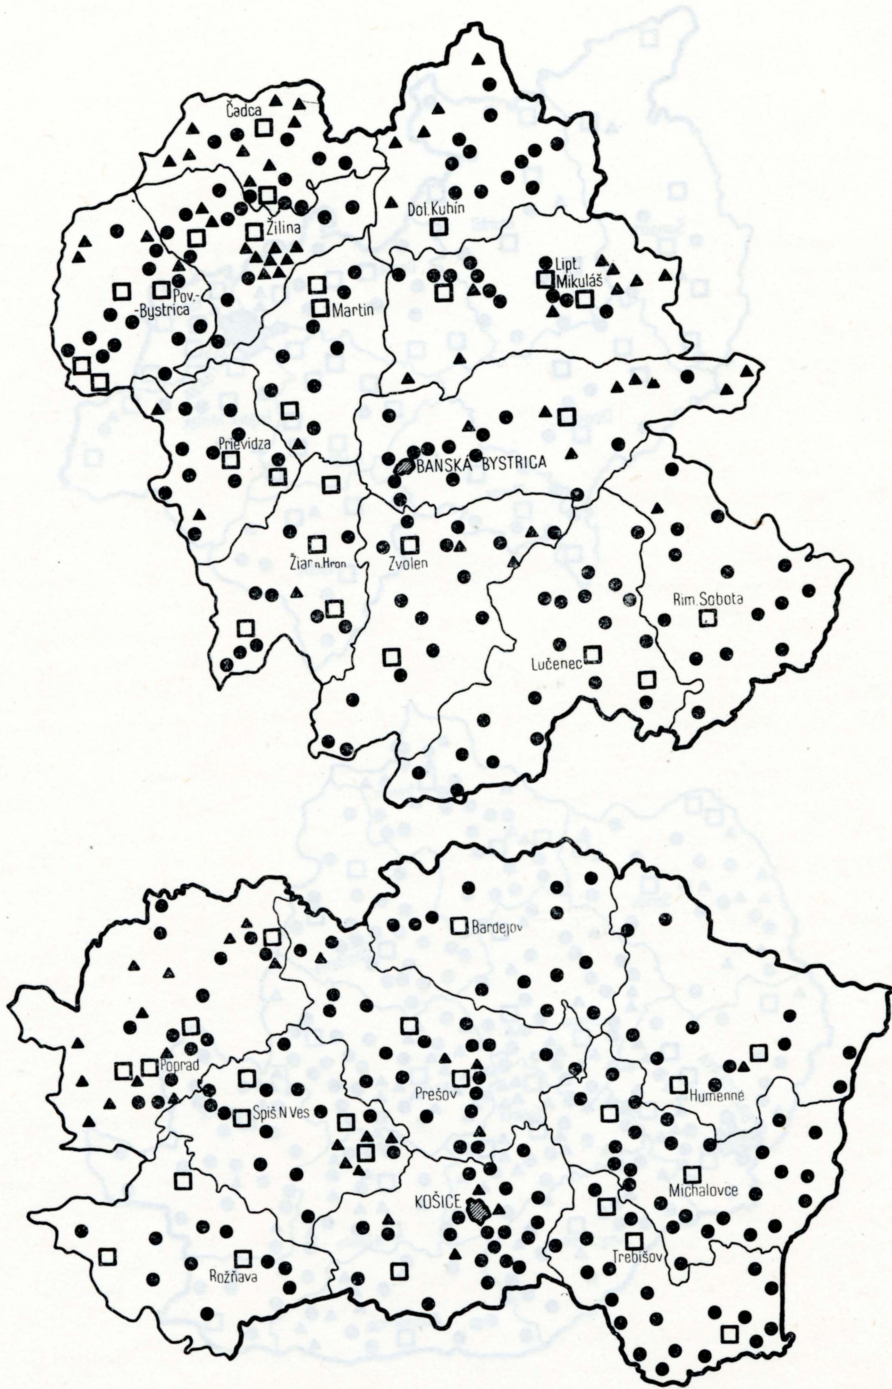 Čadca
Dol.Kubín
Žilina
Lipt.
Mikuláš
Pov.-
-Bystrica
Martin
Prievidza
BANSKÁ BYSTRICA
Žiar n.Hron
Zvolen
Rim.Sobota
Lučenec
Bardejov
Poprad
Prešov
Humenné
Spiš.N.Ves
Michalovce
KOŠICE
Trebišov
Rožňava